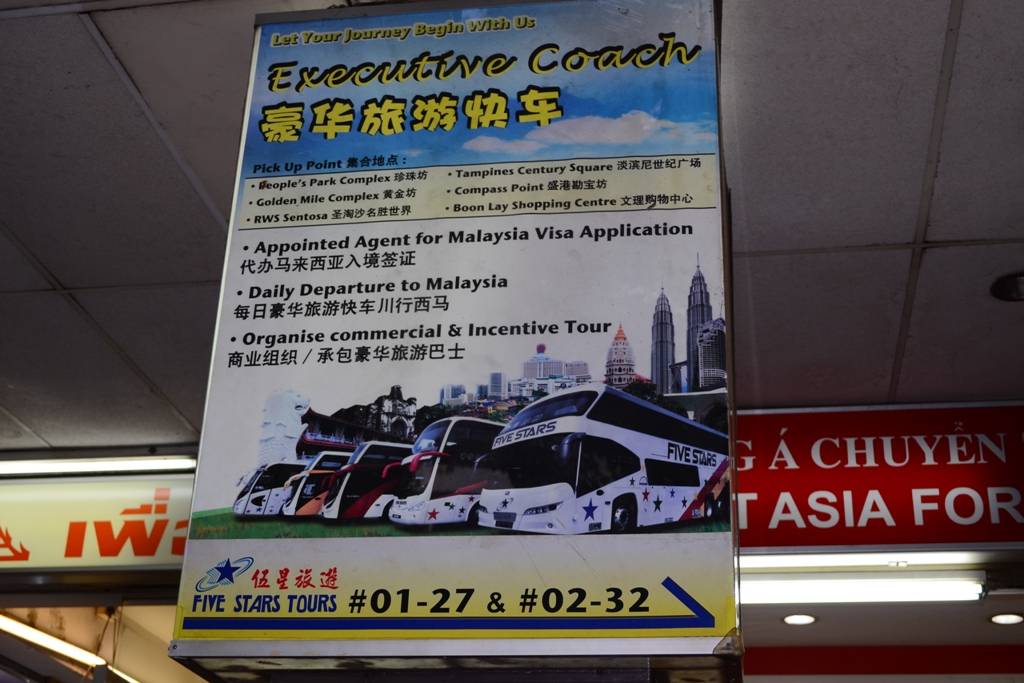 Let Your Journey Begin With Us
Executive Coach
豪华旅游快车
Pick Up Point 集合地点：
• People's Park Complex 珍珠坊
• Golden Mile Complex 黄金坊
• RWS Sentosa 圣淘沙名胜世界
• Tampines Century Square 淡滨尼世纪广场
• Compass Point 盛港勘宝坊
• Boon Lay Shopping Centre 文理购物中心
• Appointed Agent for Malaysia Visa Application
代办马来西亚入境签证
• Daily Departure to Malaysia
每日豪华旅游快车川行西马
• Organise commercial & Incentive Tour
商业组织 / 承包豪华旅游巴士
FIVE STARS
FIVE STARS
伍星旅遊
FIVE STARS TOURS #01-27 & #02-32
เพื่
G Á CHUYỂN
T ASIA FOR